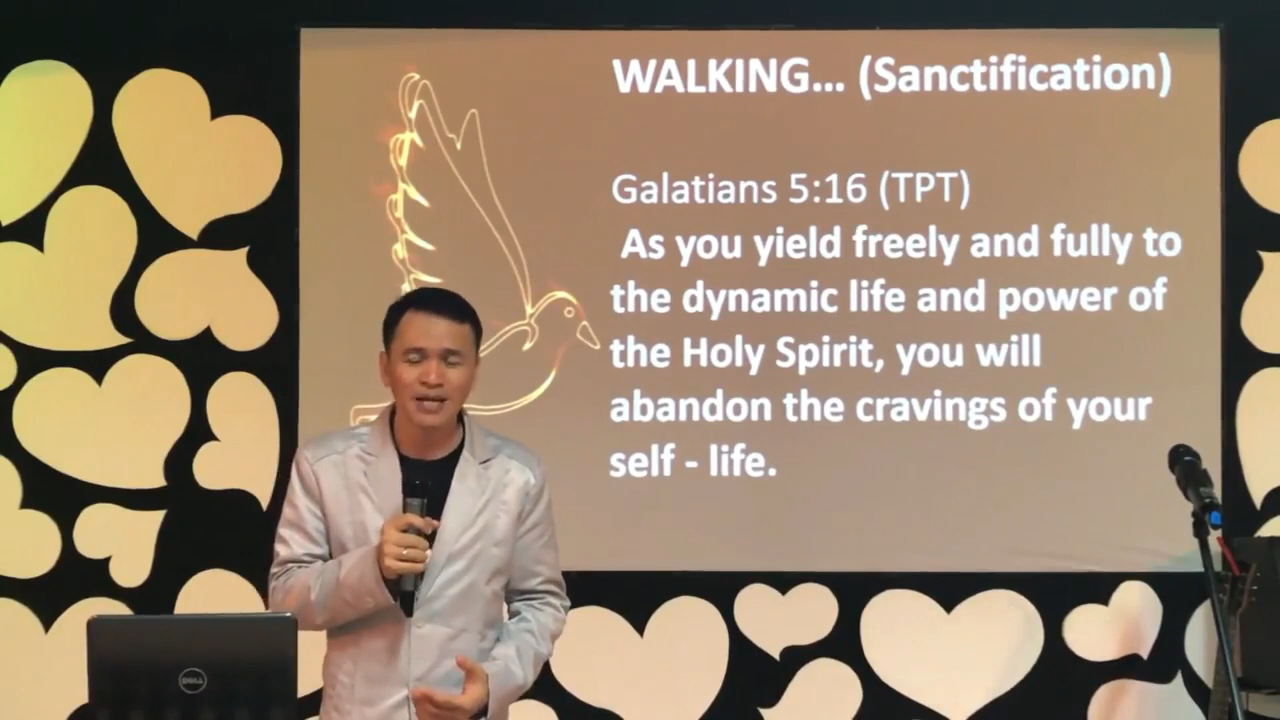 WALKING... (Sanctification)
Galatians 5:16 (TPT)
As you yield freely and fully to
the dynamic life and power of
the Holy Spirit, you will
abandon the cravings of your
self - life.
DELL